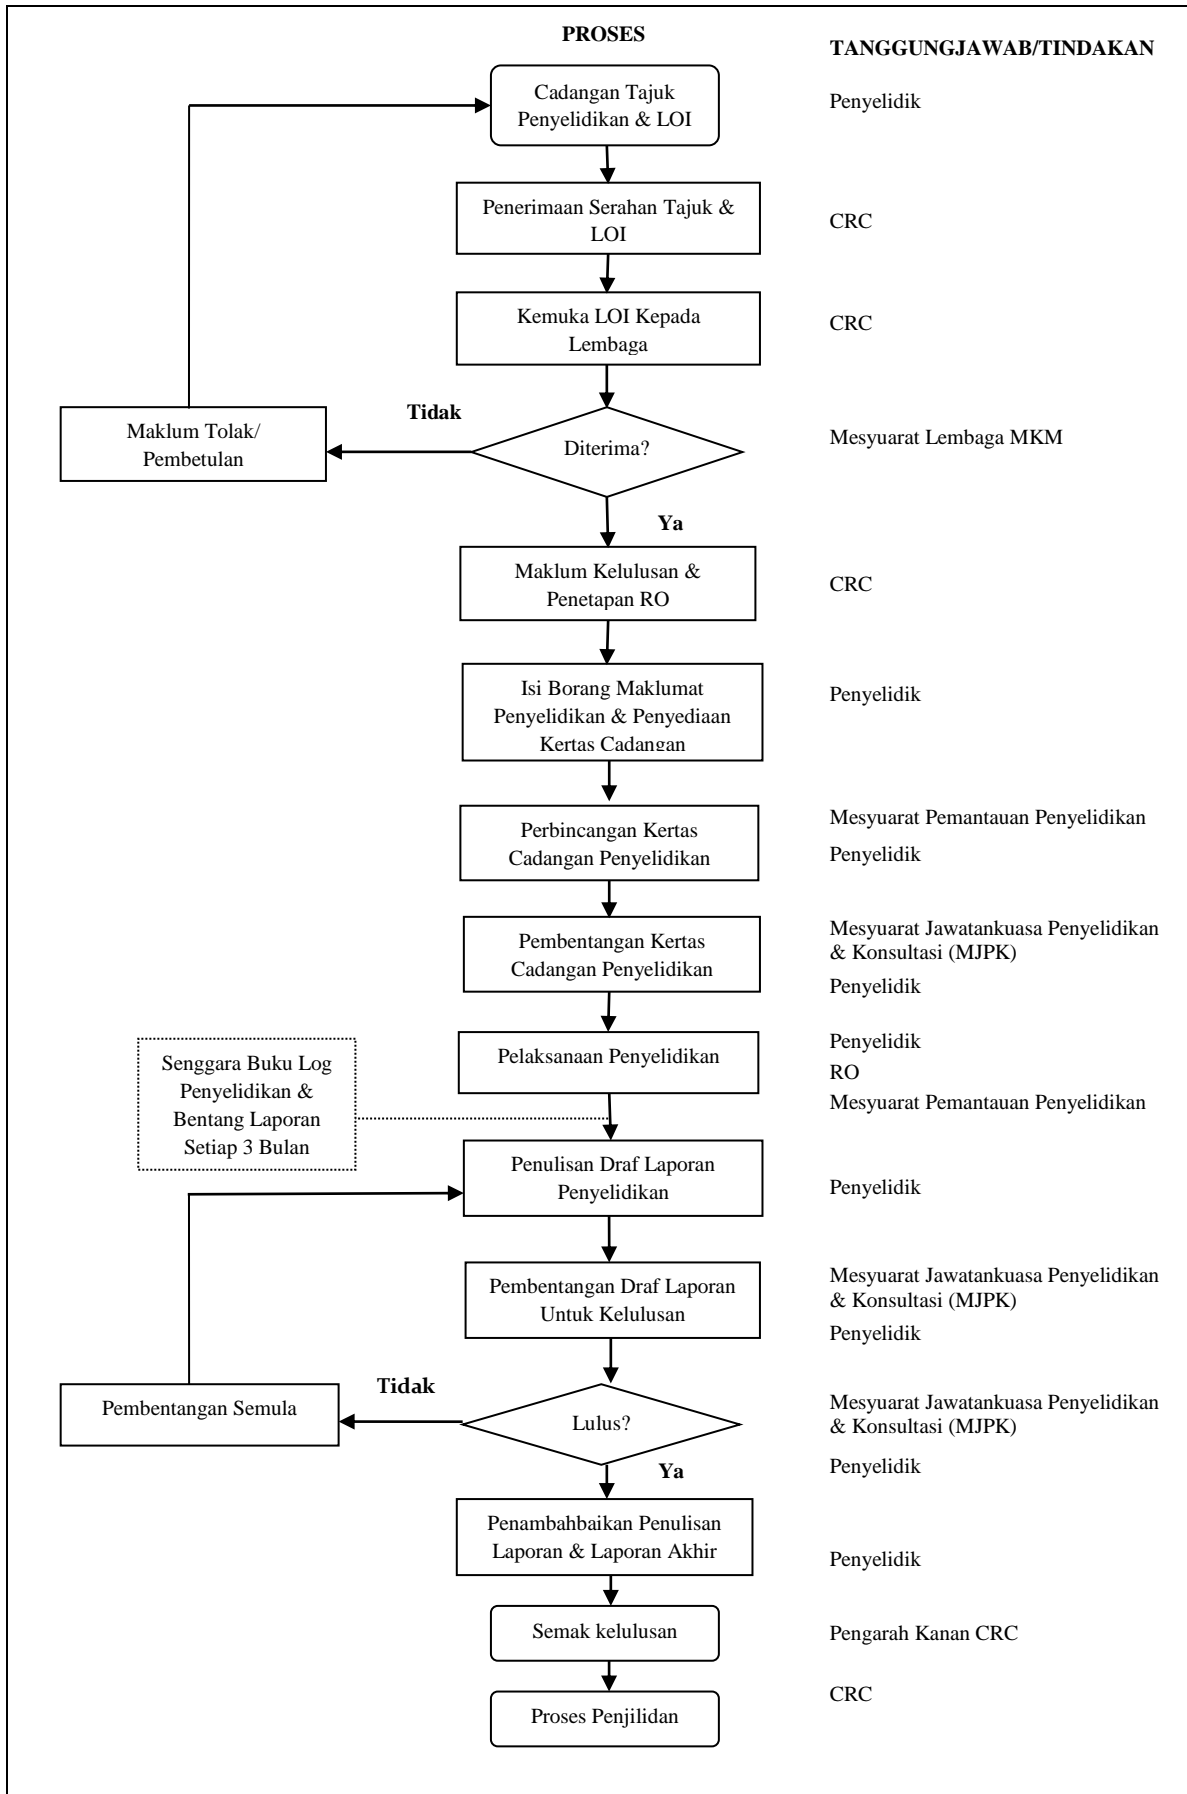 PROSES
TANGGUNGJAWAB/TINDAKAN
Cadangan Tajuk
Penyelidikan & LOI
Penyelidik
Penerimaan Serahan Tajuk &
LOI
CRC
Kemuka LOI Kepada
Lembaga
CRC
Tidak
Maklum Tolak/
Pembetulan
Diterima?
Mesyuarat Lembaga MKM
Ya
Maklum Kelulusan &
Penetapan RO
CRC
Isi Borang Maklumat
Penyelidikan & Penyediaan
Kertas Cadangan
Penyelidik
Perbincangan Kertas
Cadangan Penyelidikan
Mesyuarat Pemantauan Penyelidikan
Penyelidik
Pembentangan Kertas
Cadangan Penyelidikan
Mesyuarat Jawatankuasa Penyelidikan
& Konsultasi (MJPK)
Penyelidik
Pelaksanaan Penyelidikan
Penyelidik
RO
Mesyuarat Pemantauan Penyelidikan
Senggara Buku Log
Penyelidikan &
Bentang Laporan
Setiap 3 Bulan
Penulisan Draf Laporan
Penyelidikan
Penyelidik
Pembentangan Draf Laporan
Untuk Kelulusan
Mesyuarat Jawatankuasa Penyelidikan
& Konsultasi (MJPK)
Penyelidik
Tidak
Pembentangan Semula
Lulus?
Mesyuarat Jawatankuasa Penyelidikan
& Konsultasi (MJPK)
Penyelidik
Ya
Penambahbaikan Penulisan
Laporan & Laporan Akhir
Penyelidik
Semak kelulusan
Pengarah Kanan CRC
Proses Penjilidan
CRC